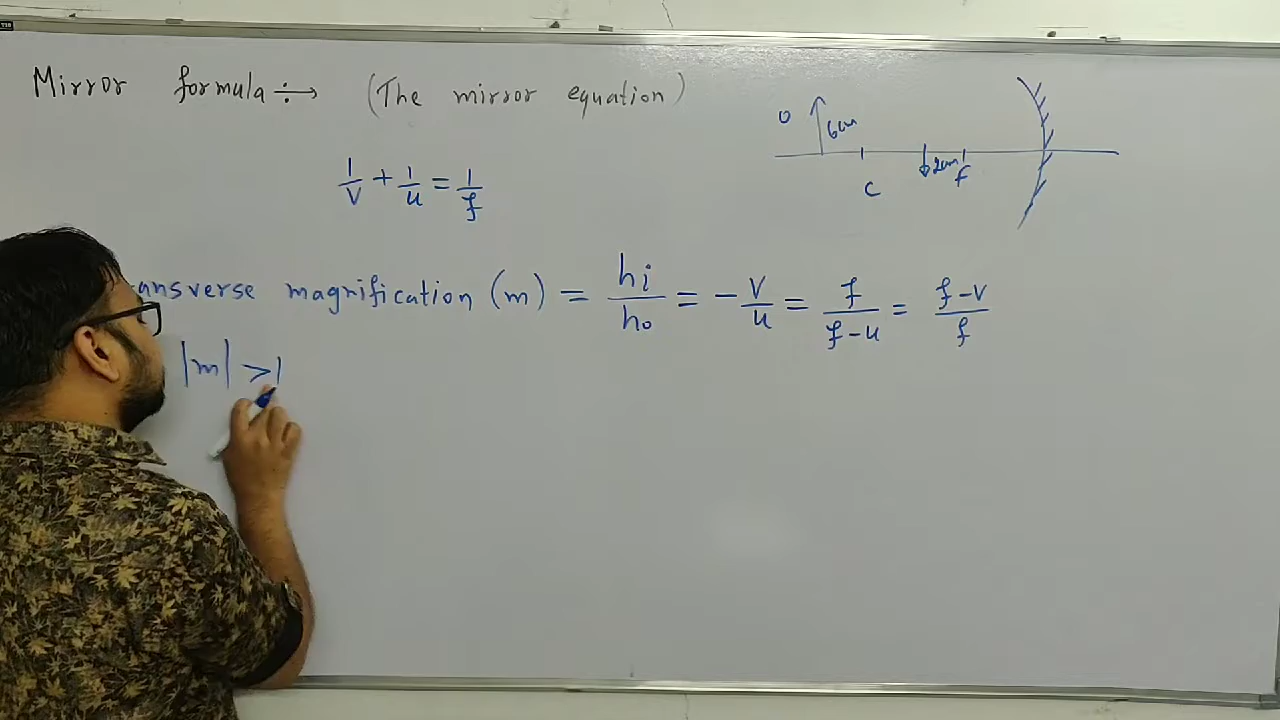 Mirror formula ÷→ (The mirror equation)
O 6cm
2cm
C F
1/v + 1/u = 1/f
ansverse magnification (m) = hi/ho = -v/u = f/(f-u) = (f-v)/f
|m| >1